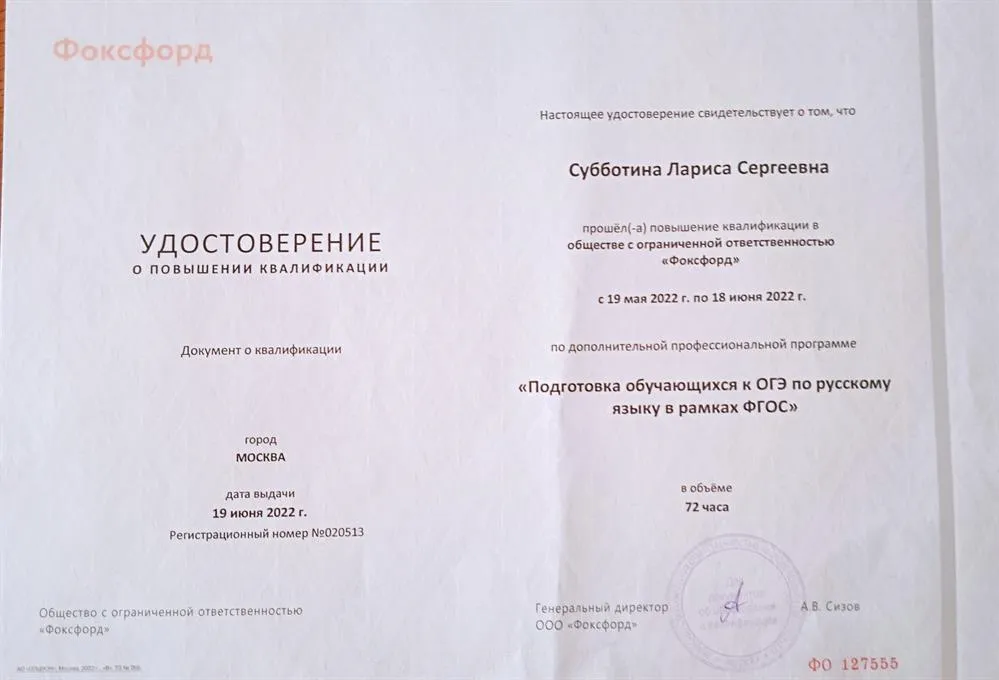 Фоксфорд
УДОСТОВЕРЕНИЕ
О ПОВЫШЕНИИ КВАЛИФИКАЦИИ
Документ о квалификации
город
МОСКВА
дата выдачи
19 июня 2022 г.
Регистрационный номер №020513
Общество с ограниченной ответственностью
«Фоксфорд»
Настоящее удостоверение свидетельствует о том, что
Субботина Лариса Сергеевна
прошёл(-а) повышение квалификации в
обществе с ограниченной ответственностью
«Фоксфорд»
с 19 мая 2022 г. по 18 июня 2022 г.
по дополнительной профессиональной программе
«Подготовка обучающихся к ОГЭ по русскому
языку в рамках ФГОС»
в объёме
72 часа
Генеральный директор
ООО «Фоксфорд»
А.В. Сизов
ФО 127555